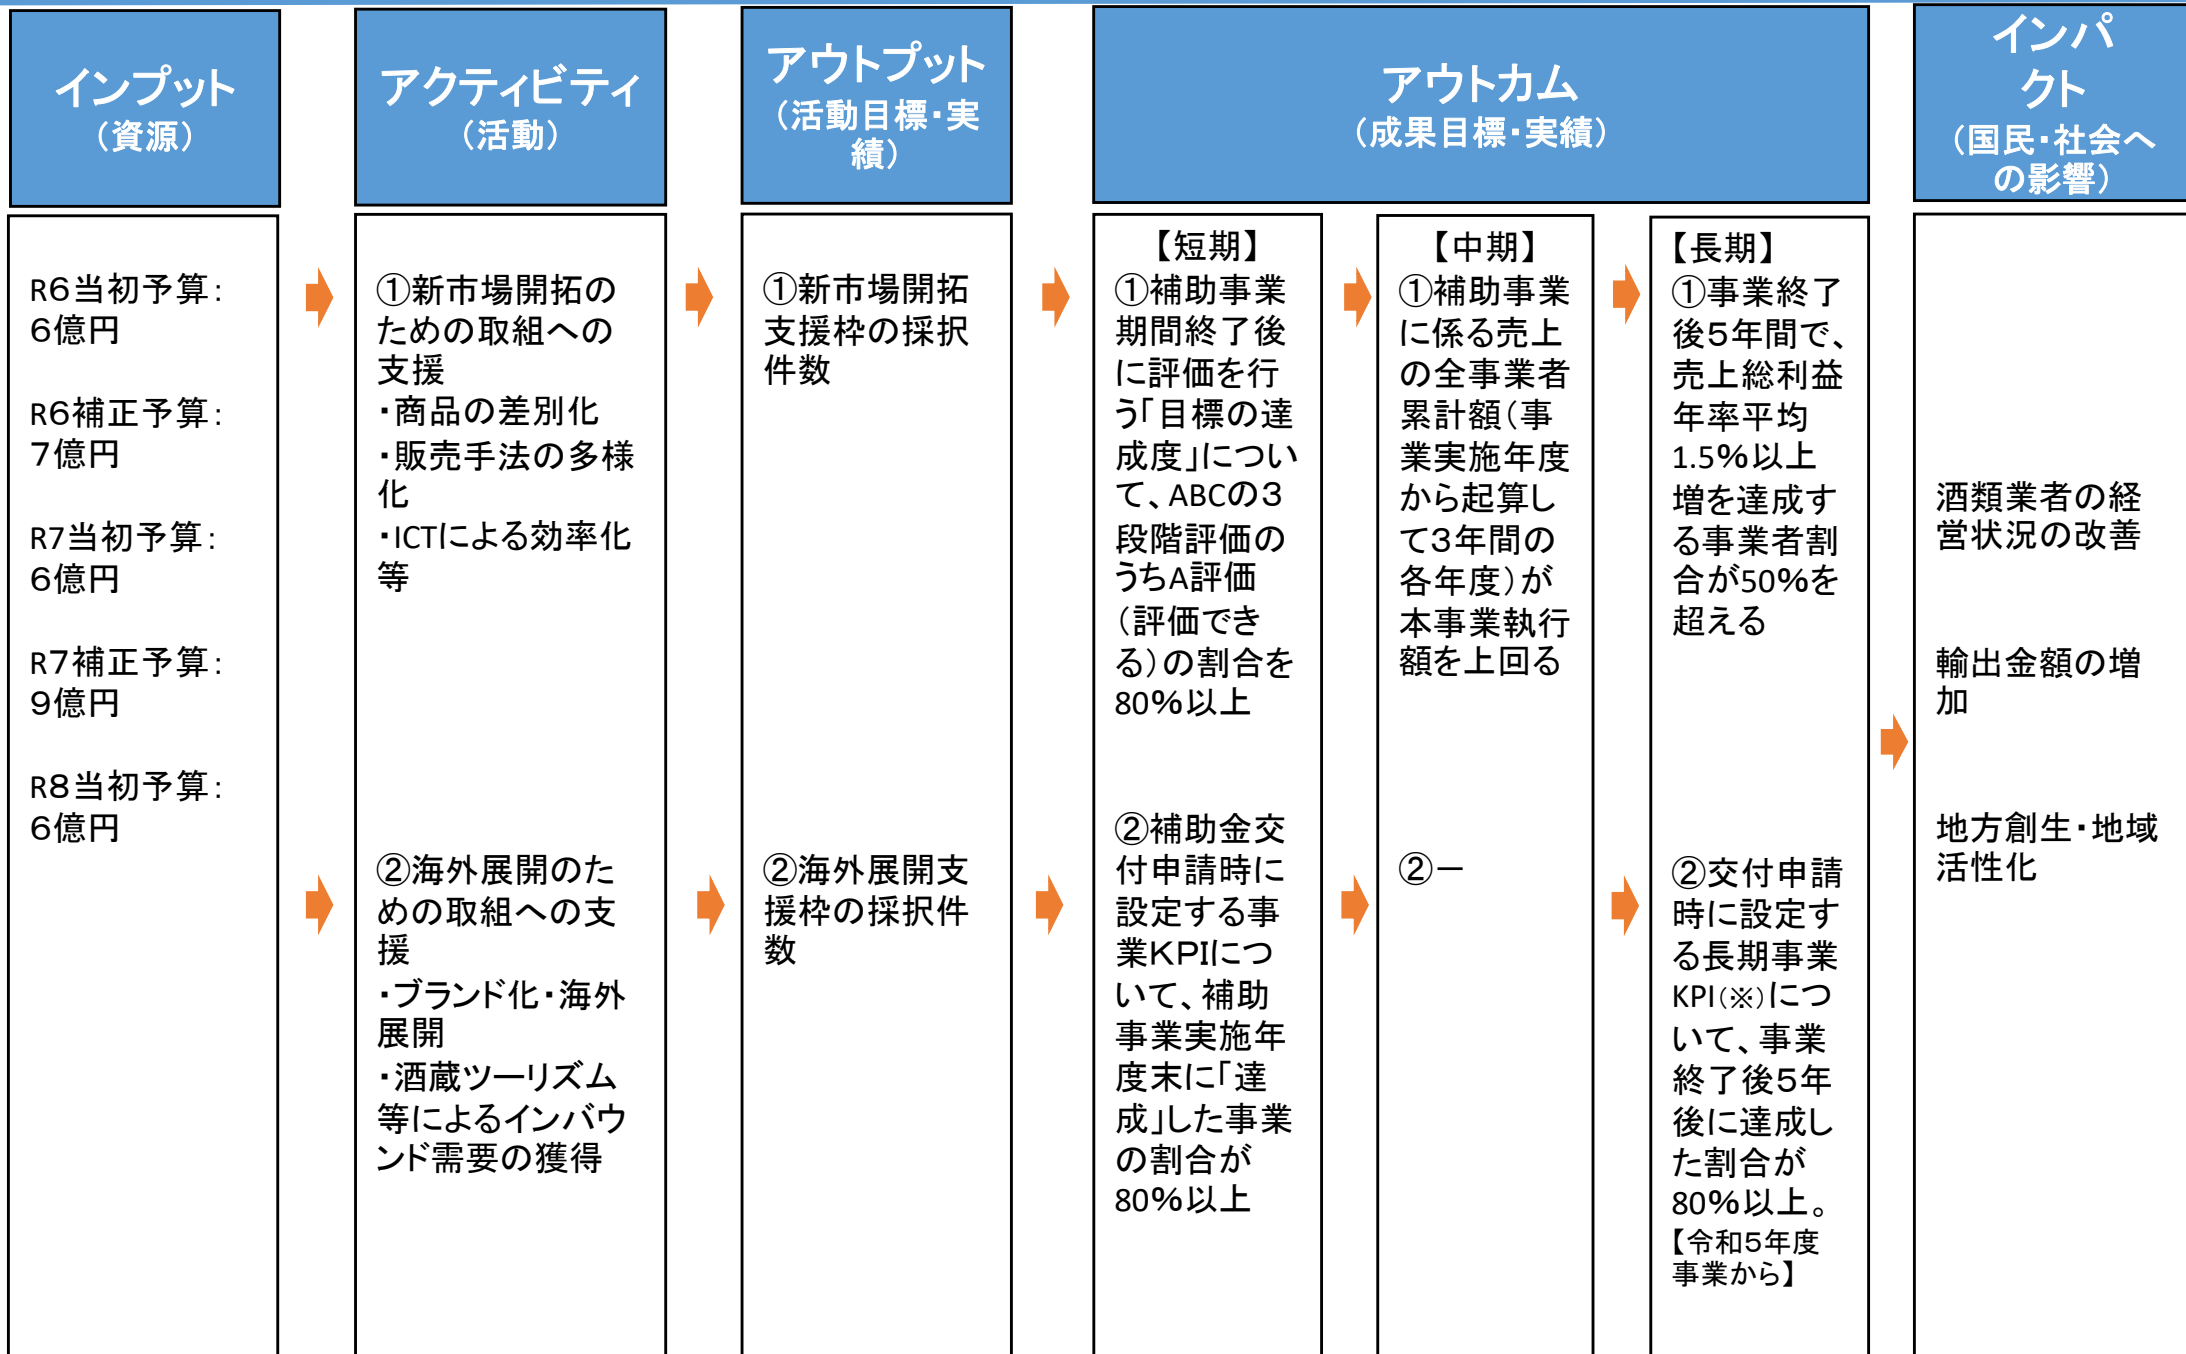 インプット
（資源）
アクティビティ
（活動）
アウトプット
（活動目標・実
績）
アウトカム
（成果目標・実績）
インパ
クト
（国民・社会へ
の影響）
R６当初予算：
６億円
R６補正予算：
７億円
R７当初予算：
６億円
R７補正予算：
９億円
R８当初予算：
６億円
①新市場開拓の
ための取組への
支援
・商品の差別化
・販売手法の多様
化
・ICTによる効率化
等
②海外展開のた
めの取組への支
援
・ブランド化・海外
展開
・酒蔵ツーリズム
等によるインバウ
ンド需要の獲得
①新市場開拓
支援枠の採択
件数
②海外展開支
援枠の採択件
数
【短期】
①補助事業
期間終了後
に評価を行
う「目標の達
成度」につい
て、ABCの３
段階評価の
うちA評価
（評価でき
る）の割合を
80％以上
②補助金交
付申請時に
設定する事
業KPIにつ
いて、補助
事業実施年
度末に「達
成」した事業
の割合が
80％以上
【中期】
①補助事業
に係る売上
の全事業者
累計額（事
業実施年度
から起算し
て３年間の
各年度）が
本事業執行
額を上回る
②－
【長期】
①事業終了
後５年間で、
売上総利益
年率平均
1.5％以上
増を達成す
る事業者割
合が50％を
超える
②交付申請
時に設定す
る長期事業
KPI（※）につ
いて、事業
終了後５年
後に達成し
た割合が
80％以上。
【令和５年度
事業から】
酒類業者の経
営状況の改善
輸出金額の増
加
地方創生・地域
活性化